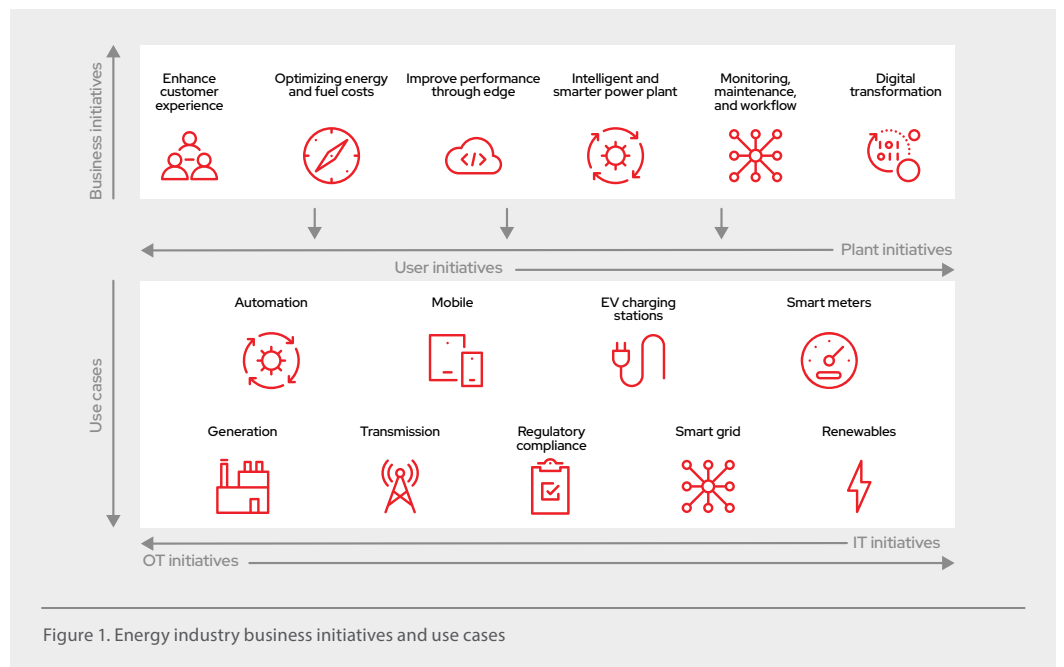 Business initiatives
Enhance
customer
experience
Optimizing energy
and fuel costs
Improve performance
through edge
</>
Intelligent and
smarter power plant
Monitoring,
maintenance,
and workflow
Digital
transformation
Plant initiatives
User initiatives
Use cases
Automation
Mobile
EV charging
stations
Smart meters
Generation
Transmission
Regulatory
compliance
Smart grid
Renewables
IT initiatives
OT initiatives
Figure 1. Energy industry business initiatives and use cases